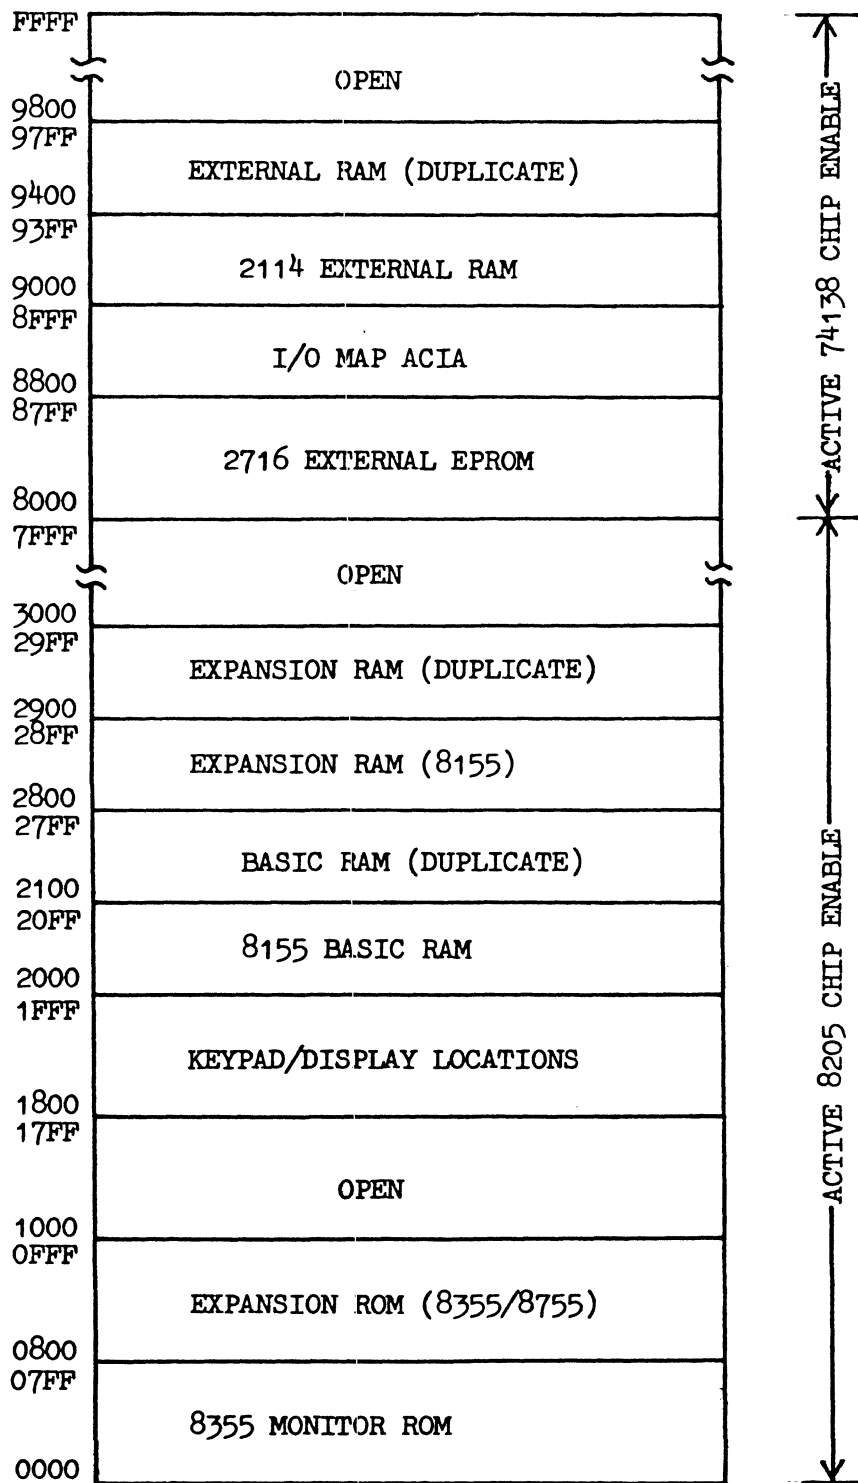 FFFF
OPEN
9800
97FF
EXTERNAL RAM (DUPLICATE)
9400
93FF
2114 EXTERNAL RAM
9000
8FFF
I/O MAP ACIA
8800
87FF
2716 EXTERNAL EPROM
8000
7FFF
OPEN
3000
29FF
EXPANSION RAM (DUPLICATE)
2900
28FF
EXPANSION RAM (8155)
2800
27FF
BASIC RAM (DUPLICATE)
2100
20FF
8155 BASIC RAM
2000
1FFF
KEYPAD/DISPLAY LOCATIONS
1800
17FF
OPEN
1000
0FFF
EXPANSION ROM (8355/8755)
0800
07FF
8355 MONITOR ROM
0000
ACTIVE 74138 CHIP ENABLE
ACTIVE 8205 CHIP ENABLE